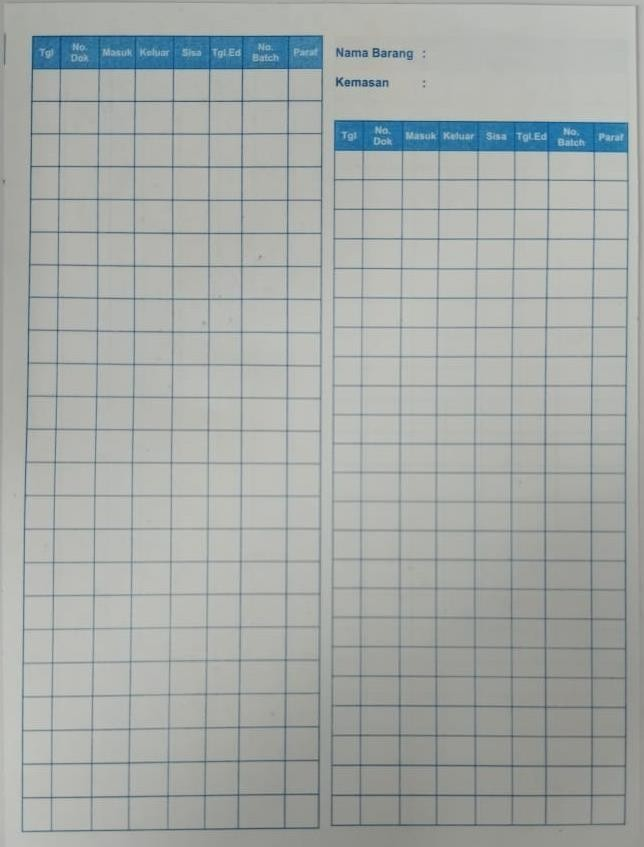 Tgl No. Dok Masuk Keluar Sisa Tgl.Ed No. Batch Paraf
Nama Barang :
Kemasan :
Tgl No. Dok Masuk Keluar Sisa Tgl.Ed No. Batch Paraf